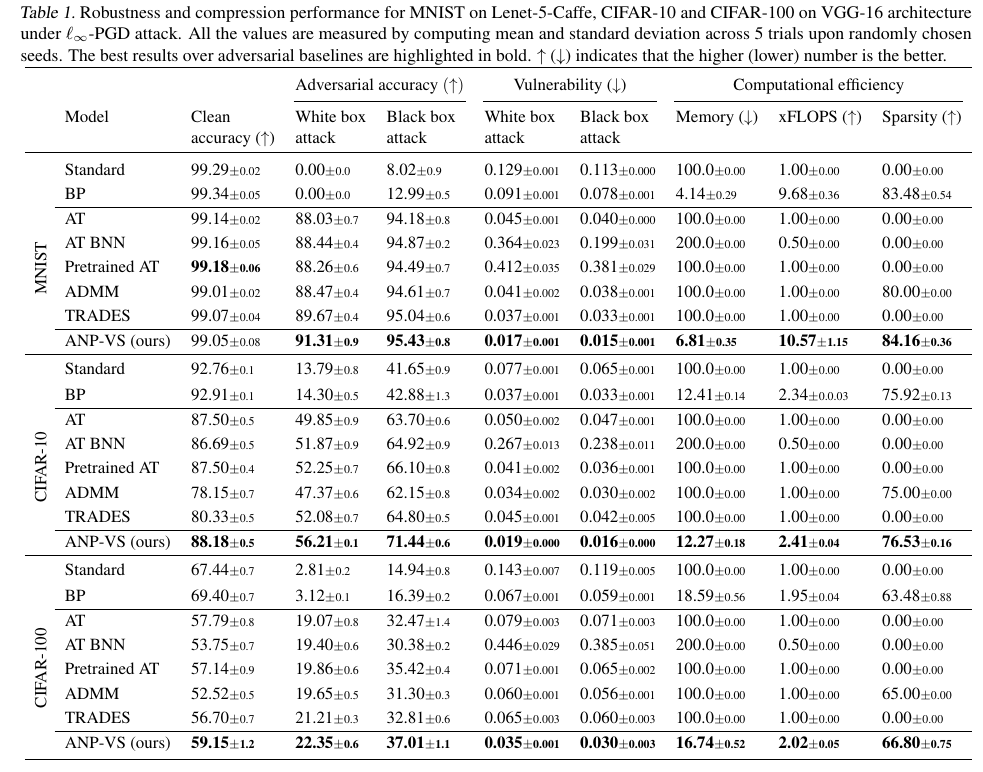 Table 1. Robustness and compression performance for MNIST on Lenet-5-Caffe, CIFAR-10 and CIFAR-100 on VGG-16 architecture
under ℓ∞-PGD attack. All the values are measured by computing mean and standard deviation across 5 trials upon randomly chosen
seeds. The best results over adversarial baselines are highlighted in bold. ↑ (↓) indicates that the higher (lower) number is the better.
Adversarial accuracy (↑) Vulnerability (↓) Computational efficiency
Model Clean White box Black box White box Black box Memory (↓) xFLOPS (↑) Sparsity (↑)
accuracy (↑) attack attack attack attack
MNIST
Standard 99.29±0.02 0.00±0.0 8.02±0.9 0.129±0.001 0.113±0.000 100.0±0.00 1.00±0.00 0.00±0.00
BP 99.34±0.05 0.00±0.0 12.99±0.5 0.091±0.001 0.078±0.001 4.14±0.29 9.68±0.36 83.48±0.54
AT 99.14±0.02 88.03±0.7 94.18±0.8 0.045±0.001 0.040±0.000 100.0±0.00 1.00±0.00 0.00±0.00
AT BNN 99.16±0.05 88.44±0.4 94.87±0.2 0.364±0.023 0.199±0.031 200.0±0.00 0.50±0.00 0.00±0.00
Pretrained AT 99.18±0.06 88.26±0.6 94.49±0.7 0.412±0.035 0.381±0.029 100.0±0.00 1.00±0.00 0.00±0.00
ADMM 99.01±0.02 88.47±0.4 94.61±0.7 0.041±0.002 0.038±0.001 100.0±0.00 1.00±0.00 80.00±0.00
TRADES 99.07±0.04 89.67±0.4 95.04±0.6 0.037±0.001 0.033±0.001 100.0±0.00 1.00±0.00 0.00±0.00
ANP-VS (ours) 99.05±0.08 91.31±0.9 95.43±0.8 0.017±0.001 0.015±0.001 6.81±0.35 10.57±1.15 84.16±0.36
CIFAR-10
Standard 92.76±0.1 13.79±0.8 41.65±0.9 0.077±0.001 0.065±0.001 100.0±0.00 1.00±0.00 0.00±0.00
BP 92.91±0.1 14.30±0.5 42.88±1.3 0.037±0.001 0.033±0.001 12.41±0.14 2.34±0.0.03 75.92±0.13
AT 87.50±0.5 49.85±0.9 63.70±0.6 0.050±0.002 0.047±0.001 100.0±0.00 1.00±0.00 0.00±0.00
AT BNN 86.69±0.5 51.87±0.9 64.92±0.9 0.267±0.013 0.238±0.011 200.0±0.00 0.50±0.00 0.00±0.00
Pretrained AT 87.50±0.4 52.25±0.7 66.10±0.8 0.041±0.002 0.036±0.001 100.0±0.00 1.00±0.00 0.00±0.00
ADMM 78.15±0.7 47.37±0.6 62.15±0.8 0.034±0.002 0.030±0.002 100.0±0.00 1.00±0.00 75.00±0.00
TRADES 80.33±0.5 52.08±0.7 64.80±0.5 0.045±0.001 0.042±0.005 100.0±0.00 1.00±0.00 0.00±0.00
ANP-VS (ours) 88.18±0.5 56.21±0.1 71.44±0.6 0.019±0.000 0.016±0.000 12.27±0.18 2.41±0.04 76.53±0.16
CIFAR-100
Standard 67.44±0.7 2.81±0.2 14.94±0.8 0.143±0.007 0.119±0.005 100.0±0.00 1.00±0.00 0.00±0.00
BP 69.40±0.7 3.12±0.1 16.39±0.2 0.067±0.001 0.059±0.001 18.59±0.56 1.95±0.04 63.48±0.88
AT 57.79±0.8 19.07±0.8 32.47±1.4 0.079±0.003 0.071±0.003 100.0±0.00 1.00±0.00 0.00±0.00
AT BNN 53.75±0.7 19.40±0.6 30.38±0.2 0.446±0.029 0.385±0.051 200.0±0.00 0.50±0.00 0.00±0.00
Pretrained AT 57.14±0.9 19.86±0.6 35.42±0.4 0.071±0.001 0.065±0.002 100.0±0.00 1.00±0.00 0.00±0.00
ADMM 52.52±0.5 19.65±0.5 31.30±0.3 0.060±0.001 0.056±0.001 100.0±0.00 1.00±0.00 65.00±0.00
TRADES 56.70±0.7 21.21±0.3 32.81±0.6 0.065±0.003 0.060±0.003 100.0±0.00 1.00±0.00 0.00±0.00
ANP-VS (ours) 59.15±1.2 22.35±0.6 37.01±1.1 0.035±0.001 0.030±0.003 16.74±0.52 2.02±0.05 66.80±0.75